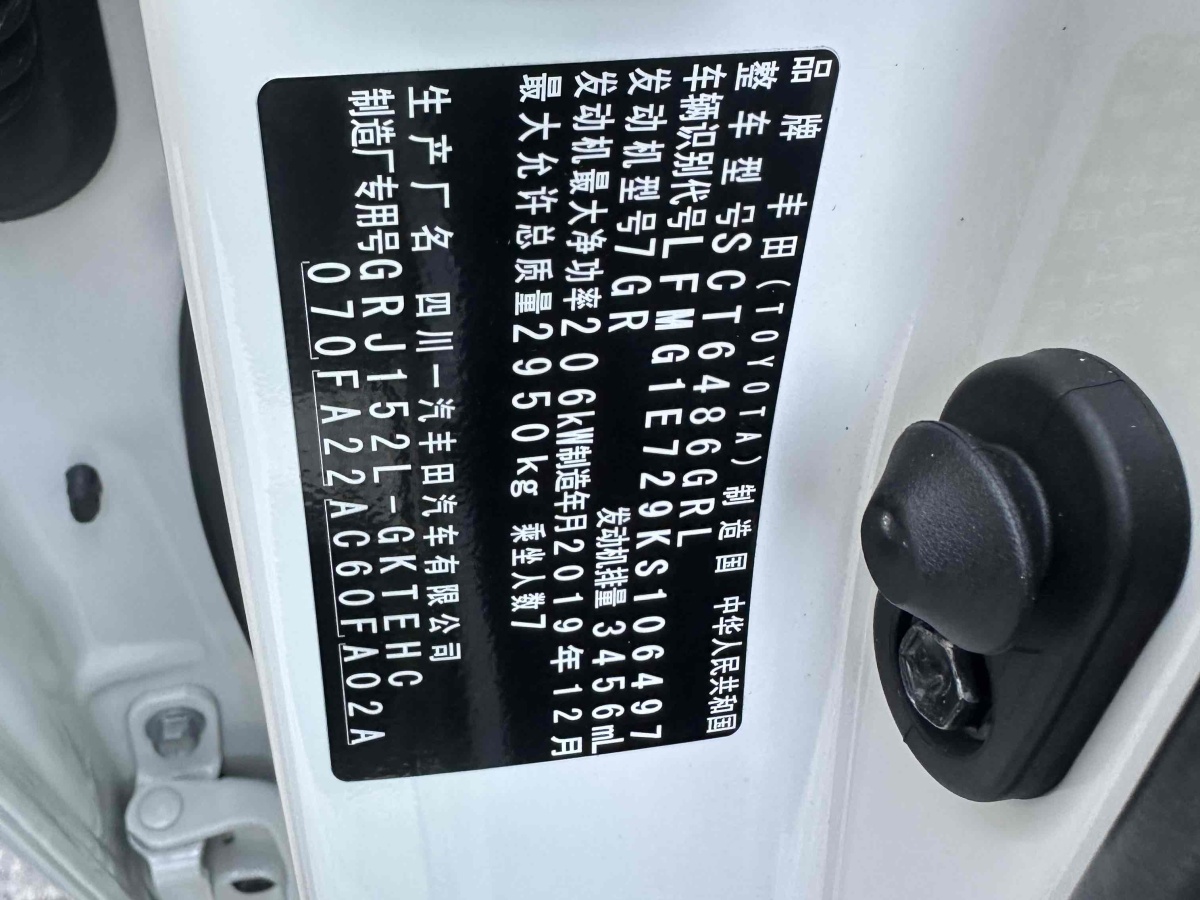 品牌 丰田(TOYOTA) 制造国 中华人民共和国
整车型号SCT6486GRL
车辆识别代号LFMG1E729KS106497
发动机型号7GR 发动机排量3456mL
发动机最大净功率206kW制造年月2019年12月
最大允许总质量2950kg 乘坐人数7
生产厂名 四川一汽丰田汽车有限公司
制造厂专用号GRJ152L-GKTEHC
070FA22AC60FA02A